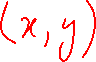 (x, y)